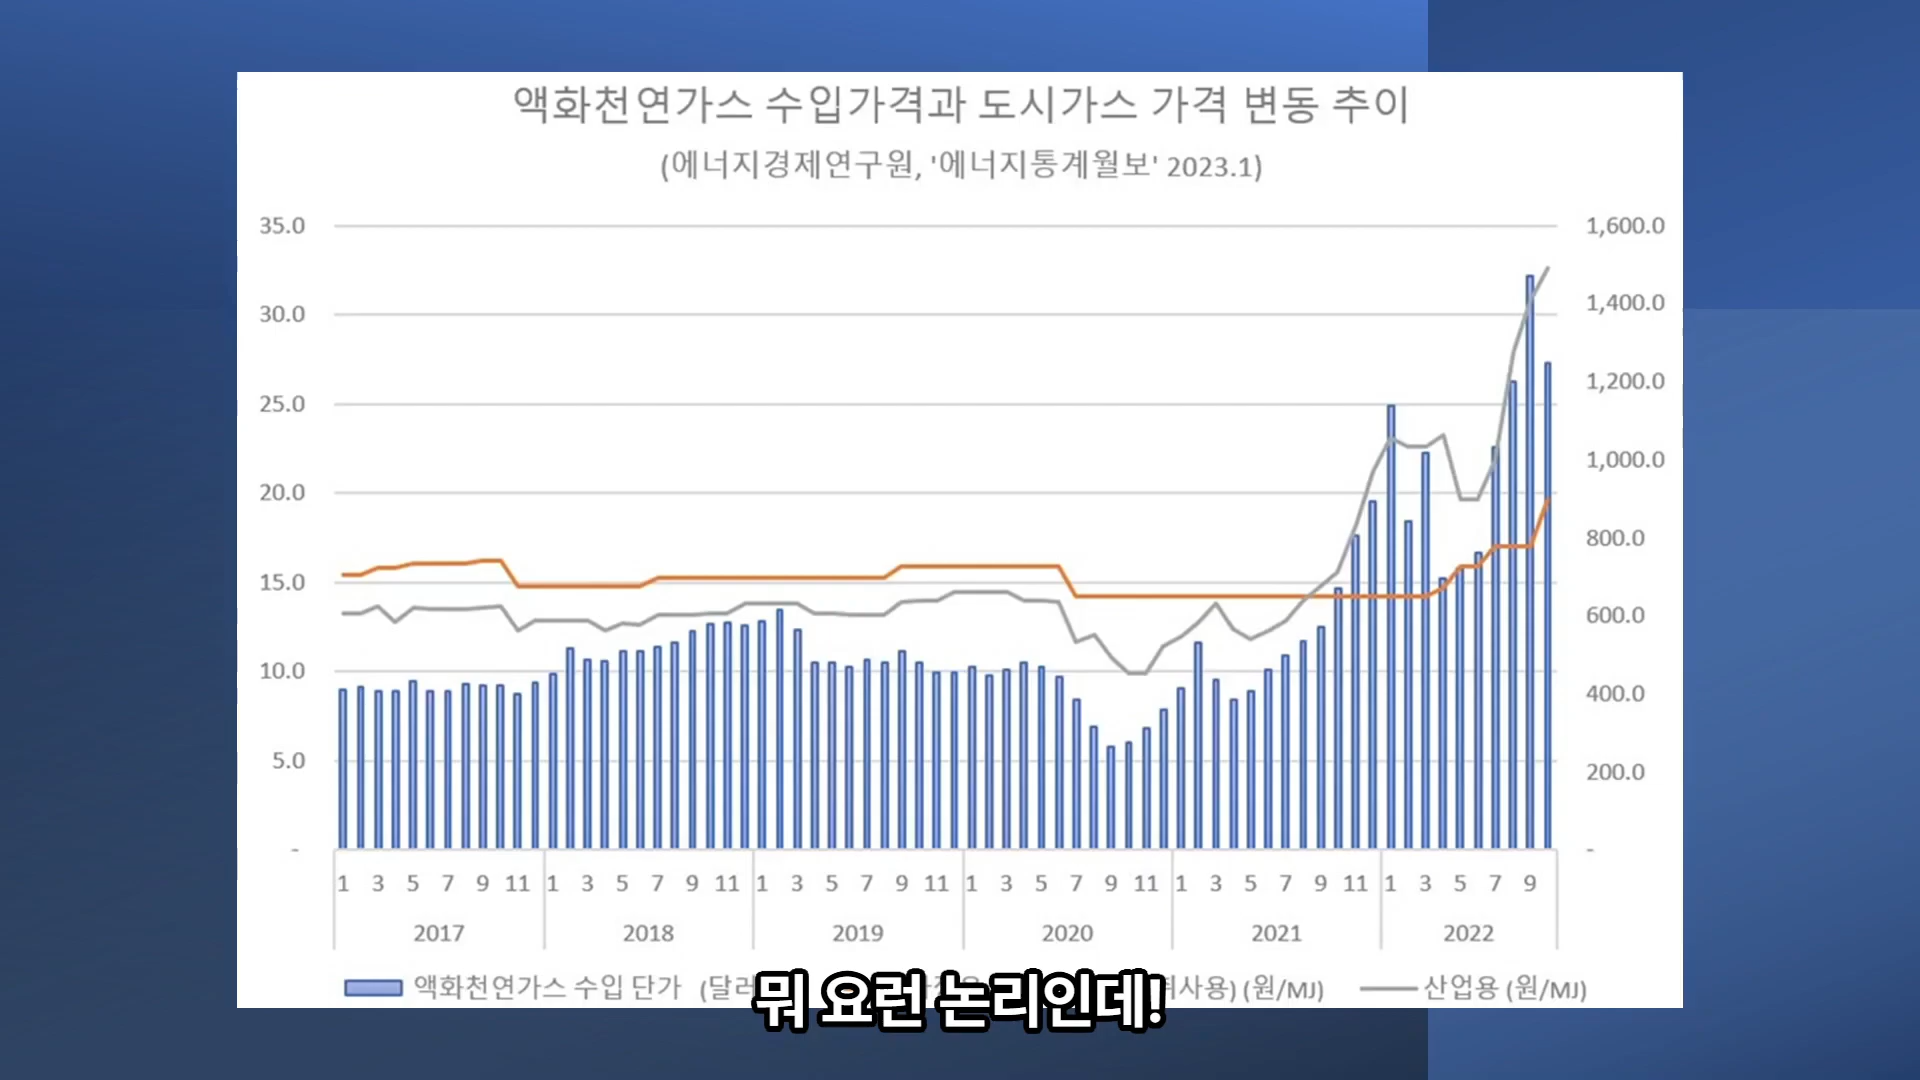 액화천연가스 수입가격과 도시가스 가격 변동 추이
(에너지경제연구원, '에너지통계월보' 2023.1)
35.0 1,600.0
30.0 1,400.0
25.0 1,200.0
20.0 1,000.0
15.0 800.0
10.0 600.0
5.0 400.0
- 200.0
-
1 3 5 7 9 11 1 3 5 7 9 11 1 3 5 7 9 11 1 3 5 7 9 11 1 3 5 7 9 11 1 3 5 7 9
2017 2018 2019 2020 2021 2022
액화천연가스 수입 단가 (달러 취사용) (원/MJ) 산업용 (원/MJ)
뭐 요런 논리인데!